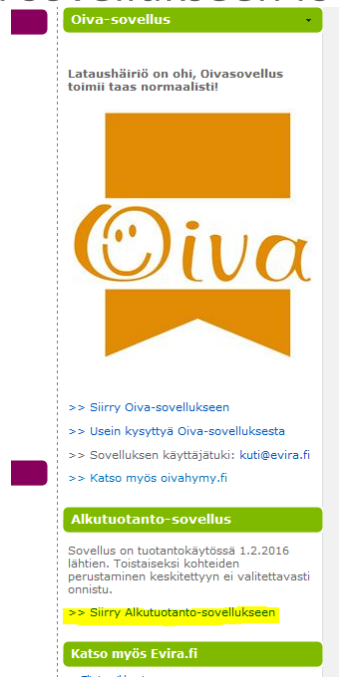 Oiva-sovellus
Lataushäiriö on ohi, Oivasovellus
toimii taas normaalisti!
Oiva
>> Siirry Oiva-sovellukseen
>> Usein kysyttyä Oiva-sovelluksesta
>> Sovelluksen käyttäjätuki: kuti@evira.fi
>> Katso myös oivahymy.fi
Alkutuotanto-sovellus
Sovellus on tuotantokäytössä 1.2.2016
lähtien. Toistaiseksi kohteiden
perustaminen keskitettyyn ei valitettavasti
onnistu.
>> Siirry Alkutuotanto-sovellukseen
Katso myös Evira.fi